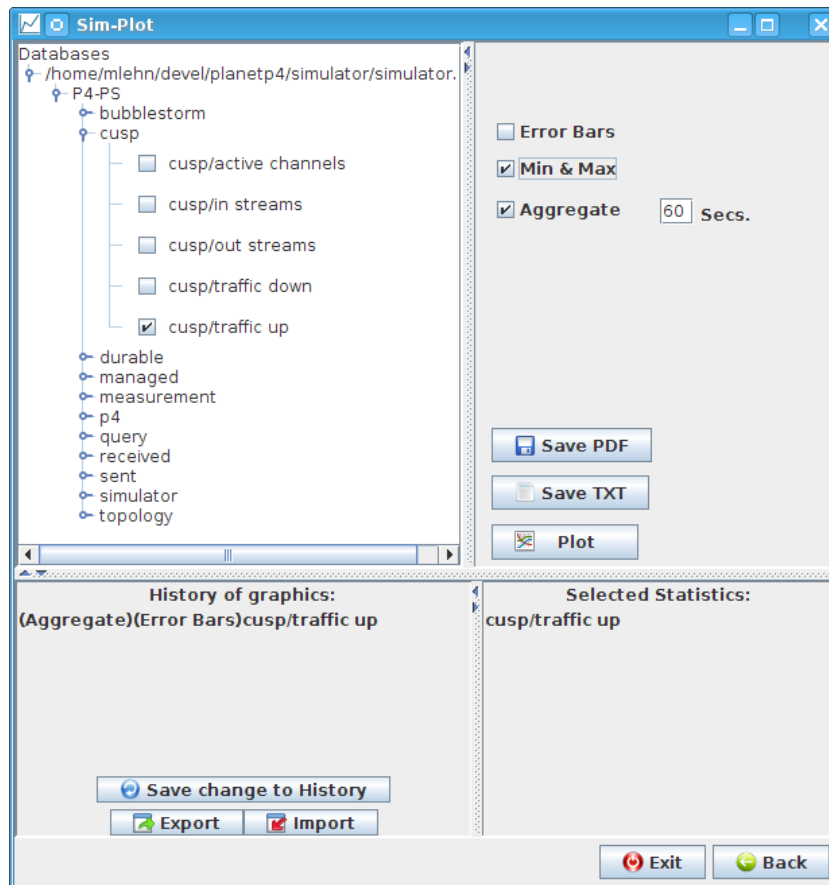 Sim-Plot
Databases
/home/mlehn/devel/planetp4/simulator/simulator.
P4-PS
bubblestorm
cusp
cusp/active channels
cusp/in streams
cusp/out streams
cusp/traffic down
cusp/traffic up
durable
managed
measurement
p4
query
received
sent
simulator
topology
Error Bars
Min & Max
Aggregate 60 Secs.
Save PDF
Save TXT
Plot
History of graphics:
(Aggregate)(Error Bars)cusp/traffic up
Save change to History
Export Import
Selected Statistics:
cusp/traffic up
Exit Back